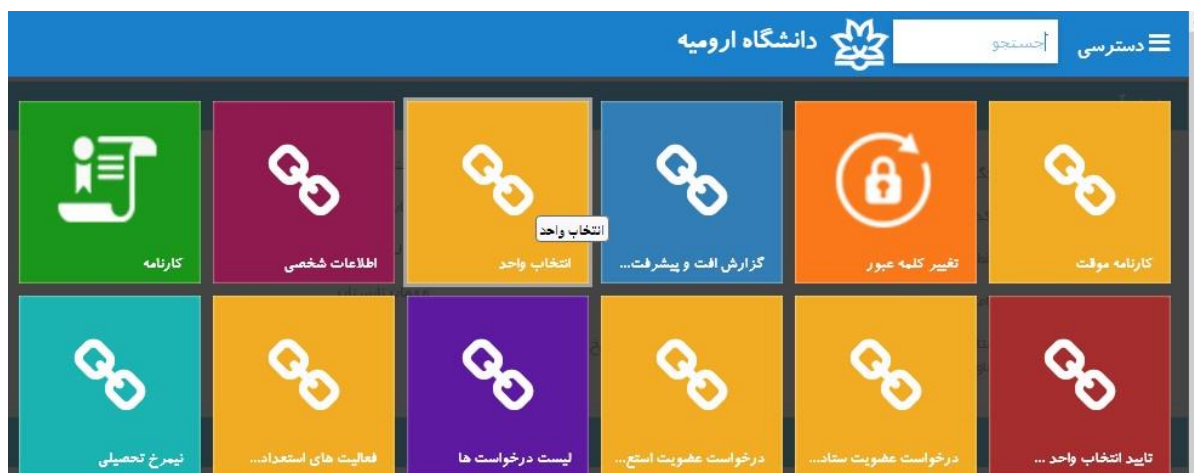 دسترسی
جستجو
دانشگاه ارومیه
کارنامه موقت
تغییر کلمه عبور
گزارش افت و پیشرفت...
انتخاب واحد
انتخاب واحد
اطلاعات شخصی
کارنامه
تایید انتخاب واحد ...
درخواست عضویت ستاد...
درخواست عضویت استع...
لیست درخواست ها
فعالیت های استعداد...
نیمرخ تحصیلی